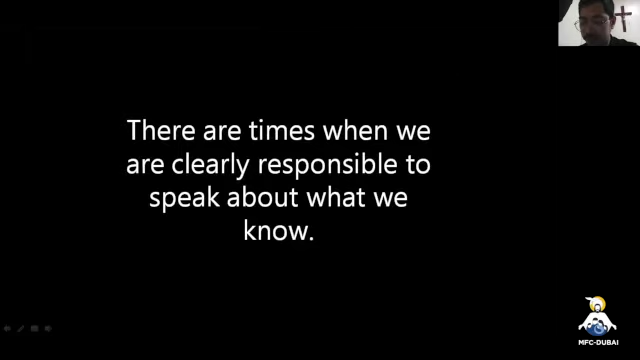 There are times when we
are clearly responsible to
speak about what we
know.
MFC-DUBAI